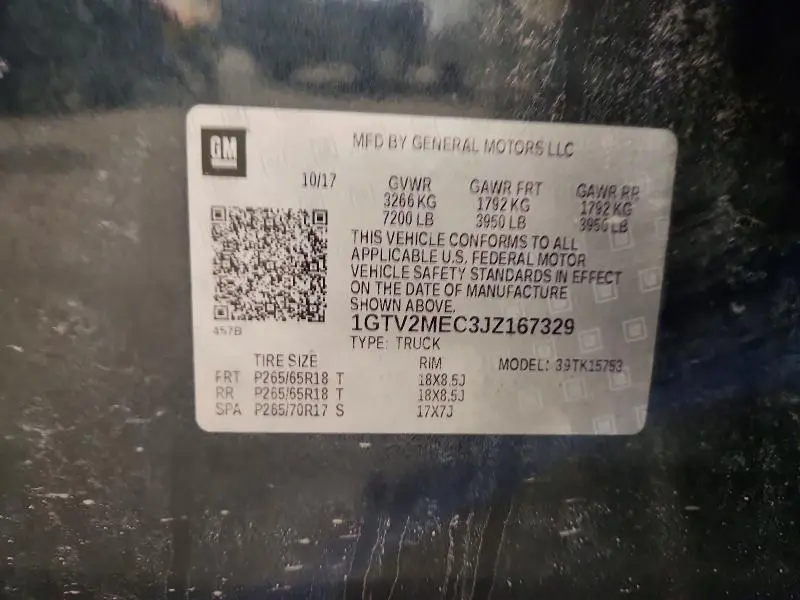 GM
MFD BY GENERAL MOTORS LLC
10/17 GVWR GAWR FRT GAWR RR
3266 KG 1792 KG 1792 KG
7200 LB 3950 LB 3950 LB
THIS VEHICLE CONFORMS TO ALL
APPLICABLE U.S. FEDERAL MOTOR
VEHICLE SAFETY STANDARDS IN EFFECT
ON THE DATE OF MANUFACTURE
SHOWN ABOVE.
457B
1GTV2MEC3JZ167329
TYPE: TRUCK
TIRE SIZE RIM MODEL: 39TK15753
FRT P265/65R18 T 18X8.5J
RR P265/65R18 T 18X8.5J
SPA P265/70R17 S 17X7J